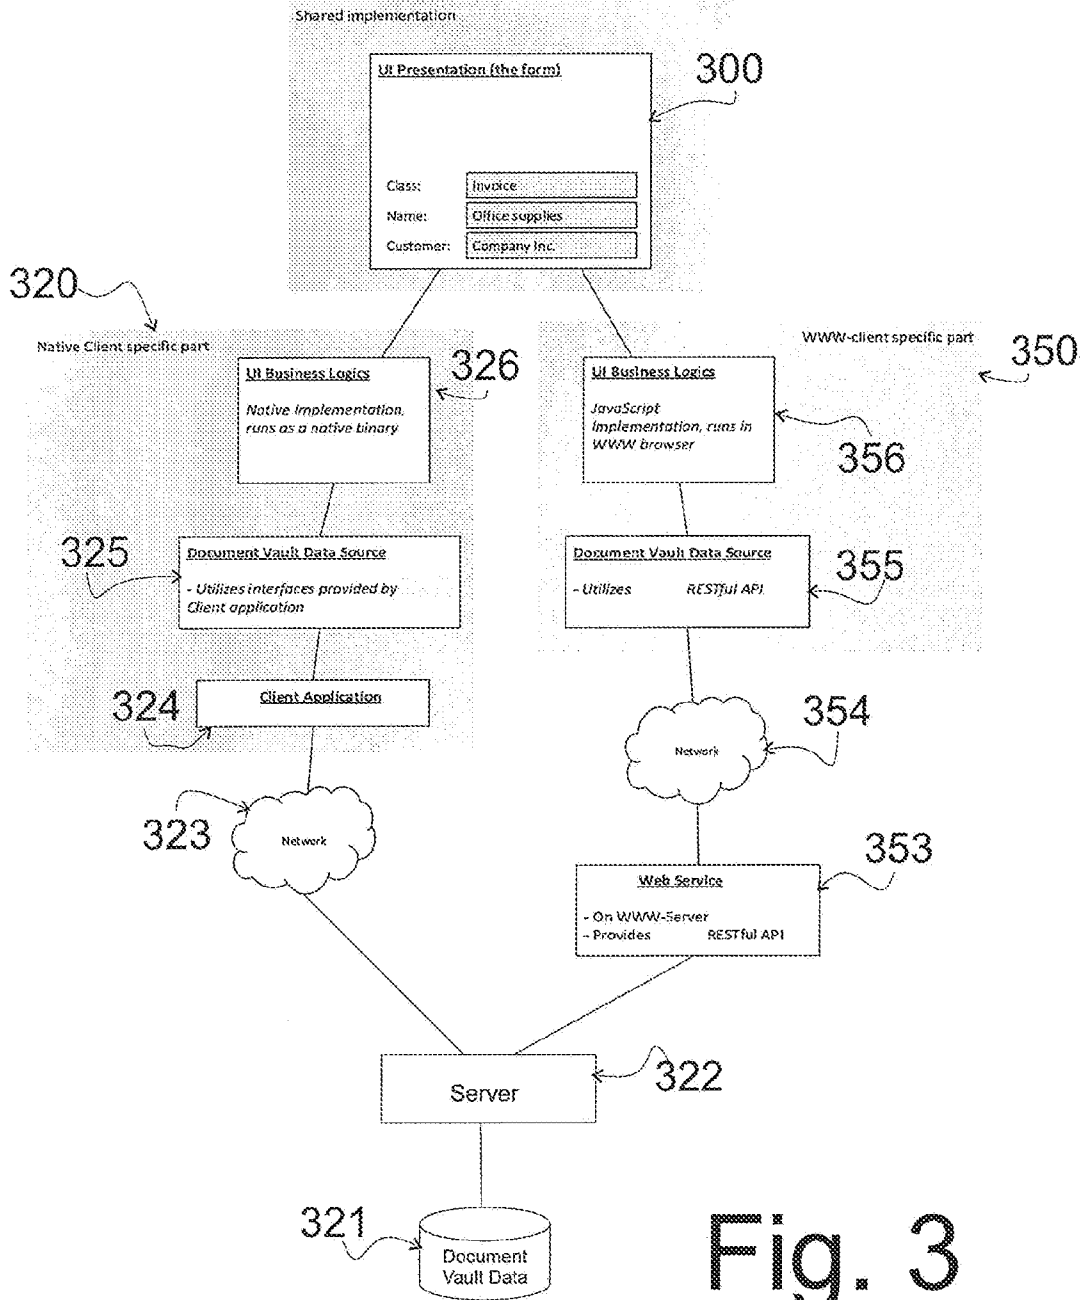 Shared implementation
UI Presentation (the form)
300
Class: Invoice
Name: Office supplies
Customer: Company Inc.
320
Native Client specific part
WWW-client specific part
350
UI Business Logics
326
Native Implementation,
runs as a native binary
UI Business Logics
JavaScript
Implementation, runs in
WWW browser
356
325
Document Vault Data Source
- Utilizes interfaces provided by
Client application
Document Vault Data Source
- Utilizes RESTful API
355
324
Client Application
354
Network
323
Network
353
Web Service
- On WWW-Server
- Provides RESTful API
Server
322
321
Document
Vault Data
Fig. 3